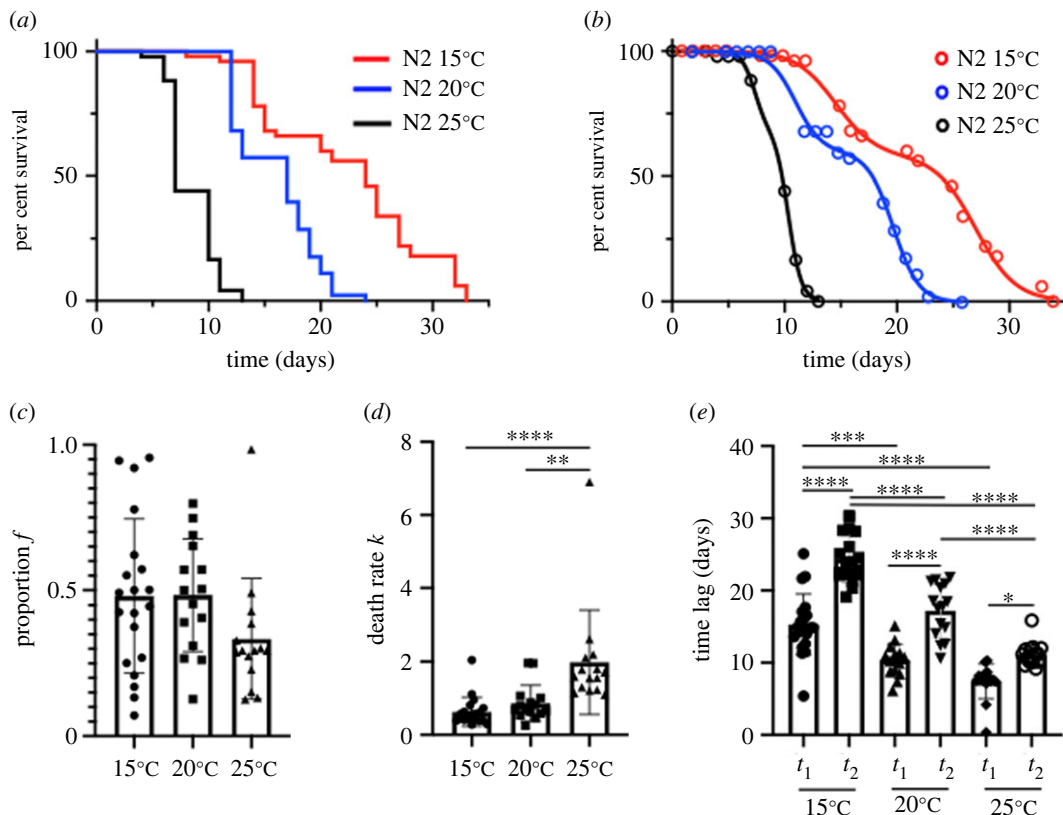 (a)
100
50
0
per cent survival
N2 15°C
N2 20°C
N2 25°C
0 10 20 30
time (days)
(b)
100
50
0
per cent survival
N2 15°C
N2 20°C
N2 25°C
0 10 20 30
time (days)
(c)
1.0
0.5
0
proportion f
15°C 20°C 25°C
(d)
8
6
4
2
0
death rate k
****
**
15°C 20°C 25°C
(e)
40
30
20
10
0
time lag (days)
***
****
**** **** ****
****
****
*
t1 t2 t1 t2 t1 t2
15°C 20°C 25°C